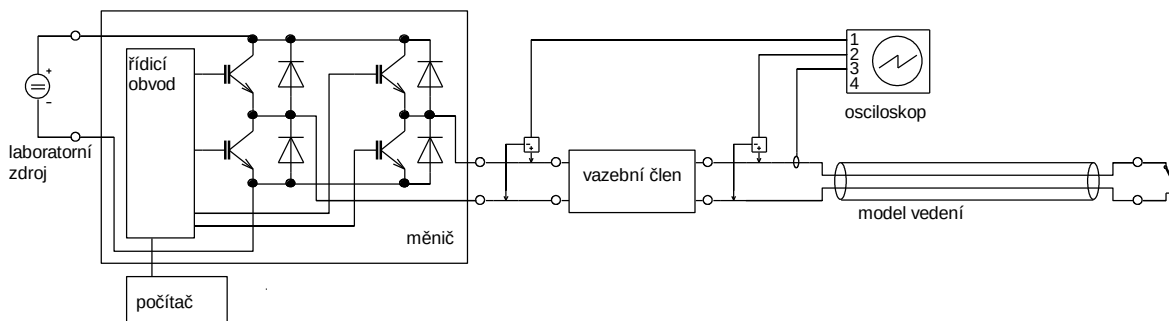 řídicí
obvod
laboratorní
zdroj
+
−
měnič
počítač
-
+
vazební člen
-
+
1
2
3
4
osciloskop
model vedení